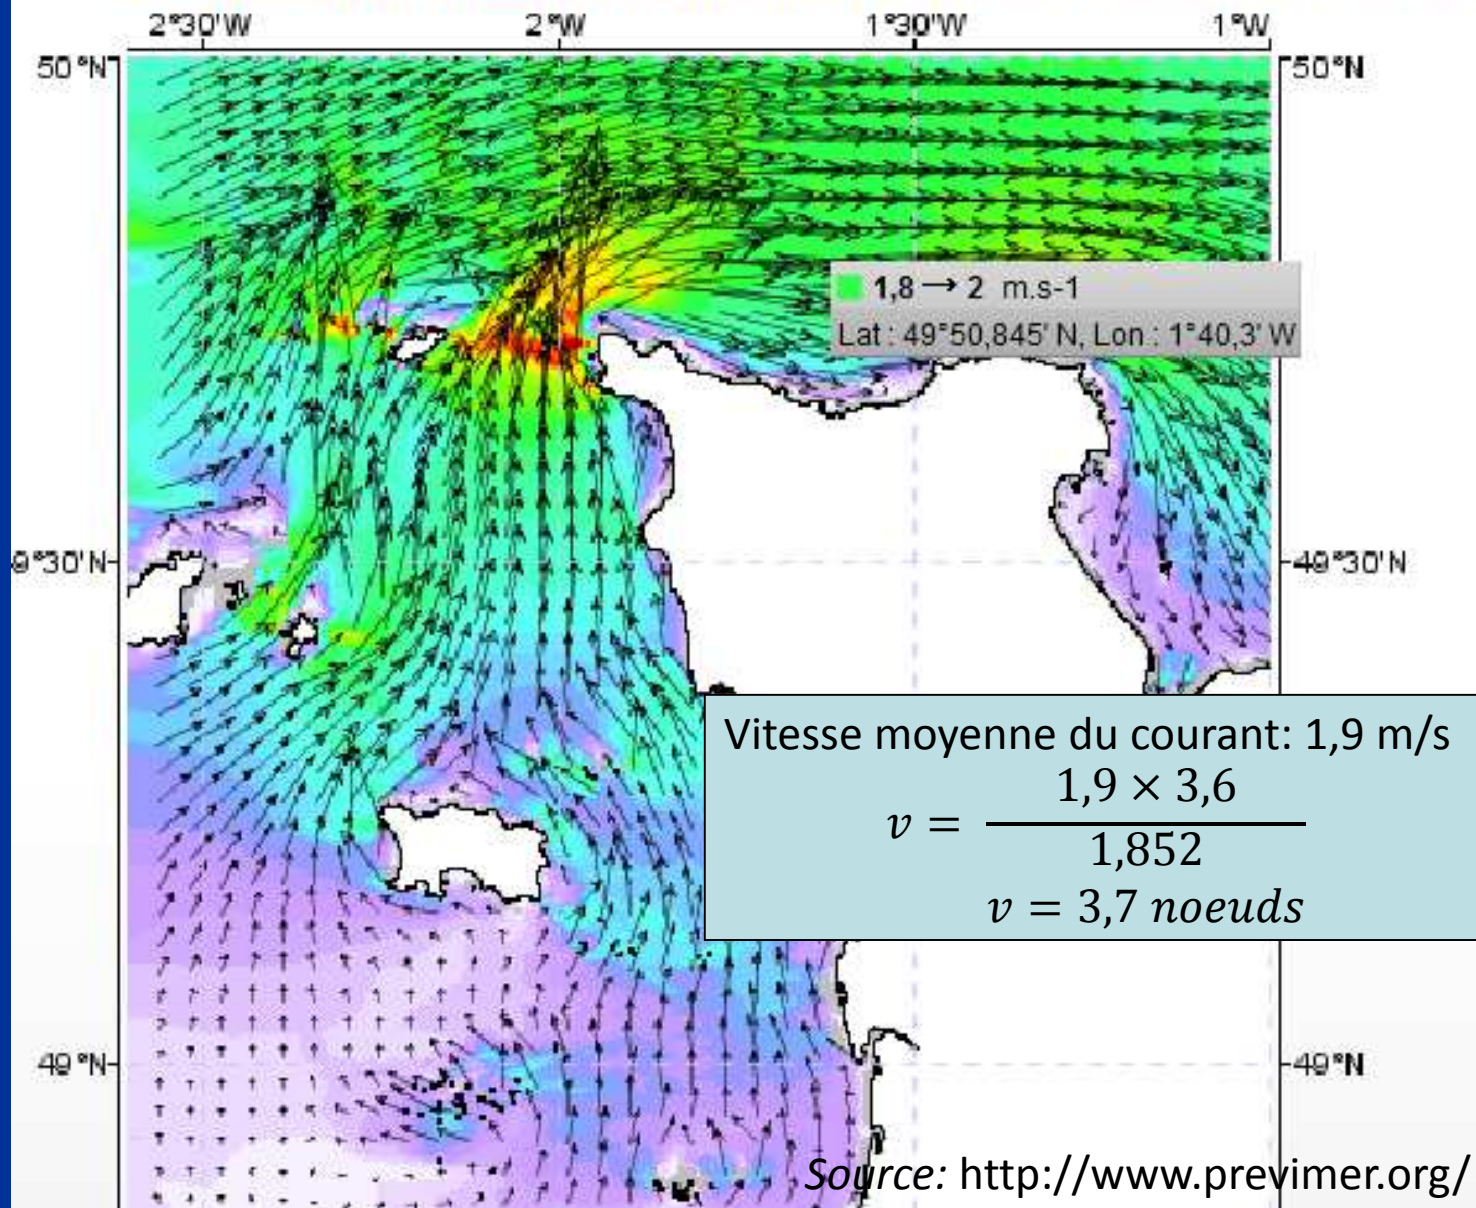 2°30'W 2°W 1°30'W 1°W
50°N 50°N
1,8 → 2 m.s-1
Lat : 49°50,845' N, Lon : 1°40,3' W
9°30'N 49°30'N
Vitesse moyenne du courant: 1,9 m/s
1,9 × 3,6
v =
1,852
v = 3,7 noeuds
49°N 49°N
Source: http://www.previmer.org/